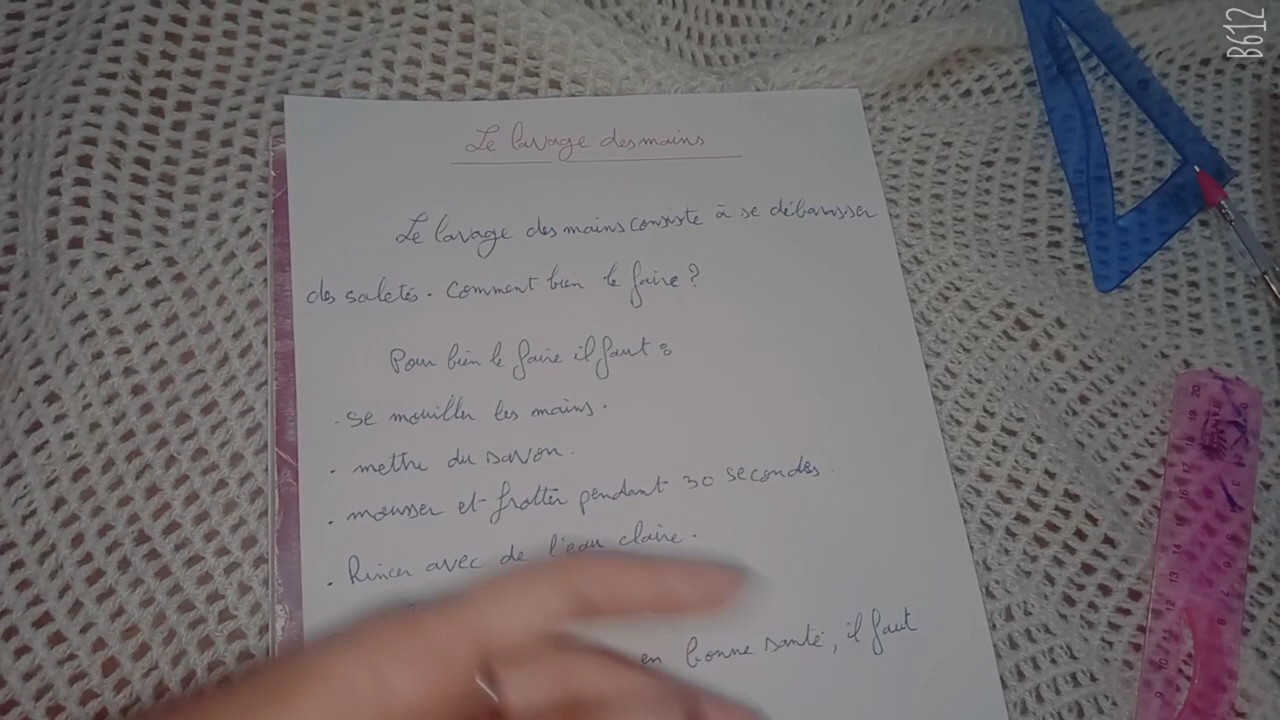 Le lavage des mains
Le lavage des mains consiste à se débarasser
des saletés. Comment bien le faire ?
Pour bien le faire il faut :
. se mouiller les mains.
. mettre du savon.
. mousser et frotter pendant 30 secondes.
. Rincer avec de l'eau claire.
en bonne santé, il faut
B612